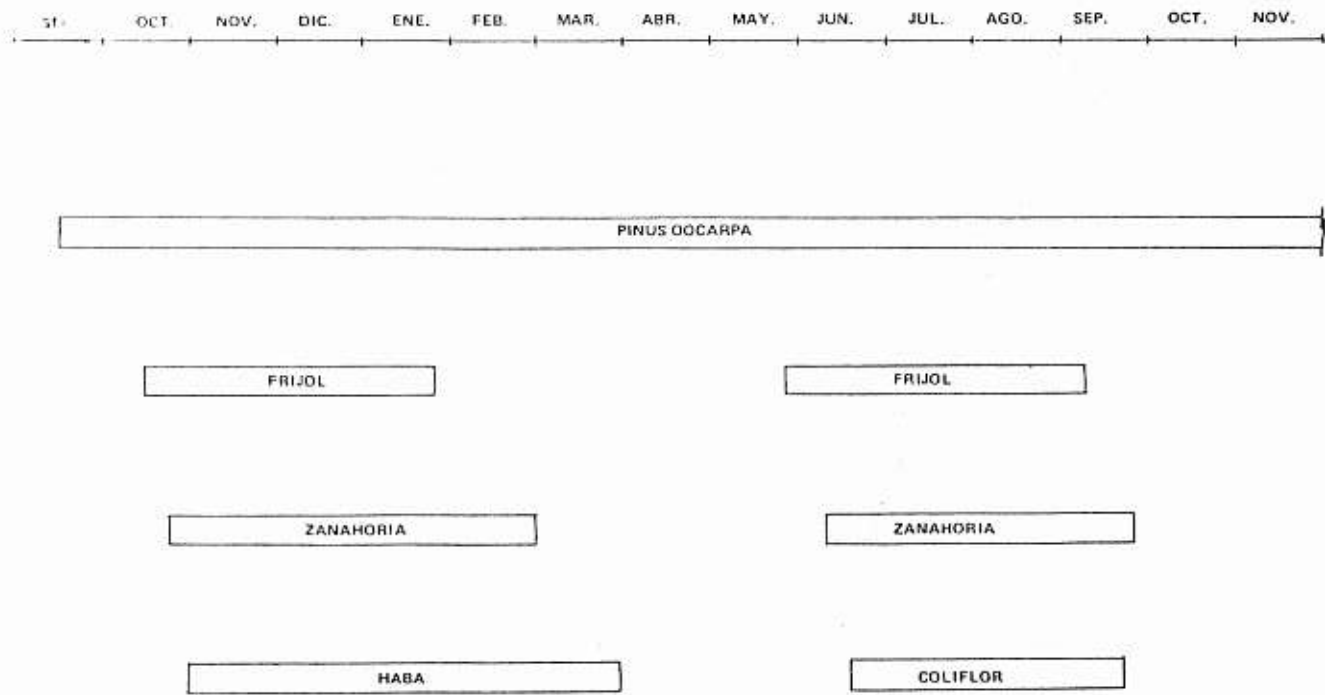 OCT. NOV. DIC. ENE. FEB. MAR. ABR. MAY. JUN. JUL. AGO. SEP. OCT. NOV.
PINUS OOCARPA
FRIJOL FRIJOL
ZANAHORIA ZANAHORIA
HABA COLIFLOR